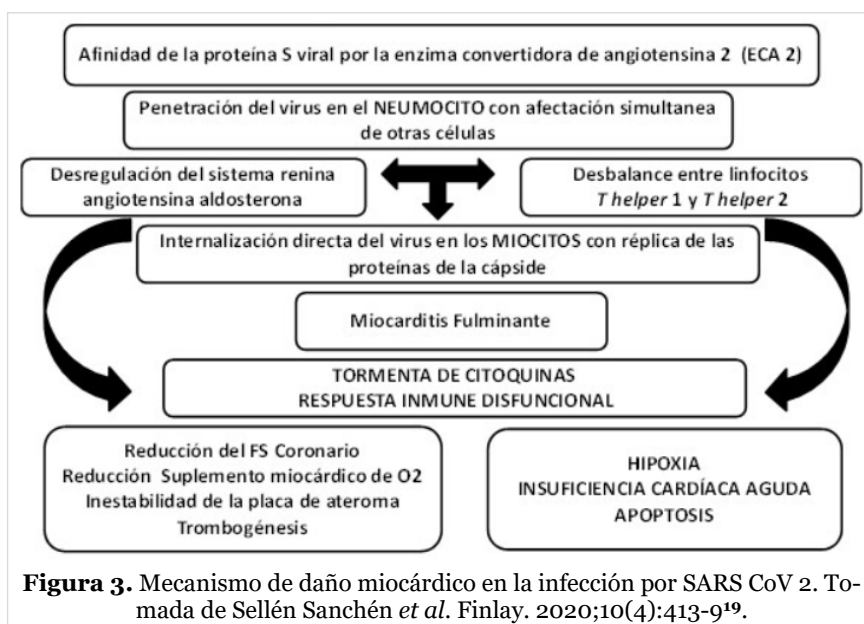 Afinidad de la proteína S viral por la enzima convertidora de angiotensina 2 (ECA 2)
Penetración del virus en el NEUMOCITO con afectación simultanea
de otras células
Desregulación del sistema renina
angiotensina aldosterona
Desbalance entre linfocitos
T helper 1 y T helper 2
Internalización directa del virus en los MIOCITOS con réplica de las
proteínas de la cápside
Miocarditis Fulminante
TORMENTA DE CITOQUINAS
RESPUESTA INMUNE DISFUNCIONAL
Reducción del FS Coronario
Reducción Suplemento miocárdico de O2
Inestabilidad de la placa de ateroma
Trombogénesis
HIPOXIA
INSUFICIENCIA CARDÍACA AGUDA
APOPTOSIS
Figura 3. Mecanismo de daño miocárdico en la infección por SARS CoV 2. To-
mada de Sellén Sanchén et al. Finlay. 2020;10(4):413-9¹⁹.